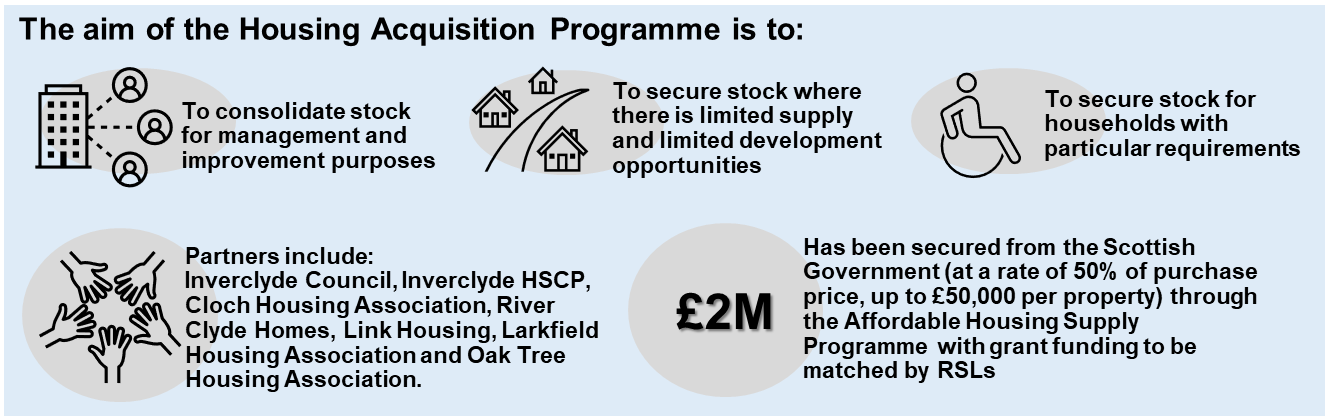 The aim of the Housing Acquisition Programme is to:
To consolidate stock
for management and
improvement purposes
To secure stock where
there is limited supply
and limited development
opportunities
To secure stock for
households with
particular requirements
Partners include:
Inverclyde Council, Inverclyde HSCP,
Cloch Housing Association, River
Clyde Homes, Link Housing, Larkfield
Housing Association and Oak Tree
Housing Association.
£2M
Has been secured from the Scottish
Government (at a rate of 50% of purchase
price, up to £50,000 per property) through
the Affordable Housing Supply
Programme with grant funding to be
matched by RSLs